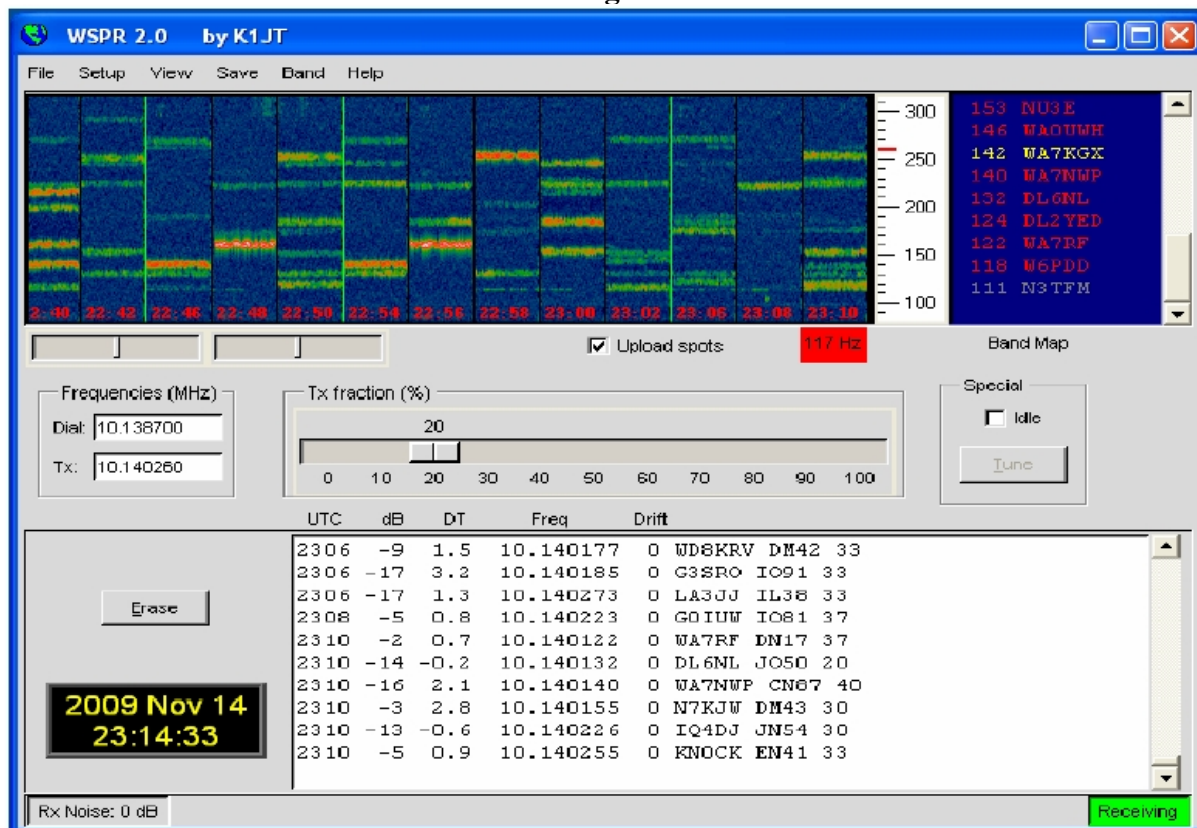 WSPR 2.0 by K1JT
File Setup View Save Band Help
300
250
200
150
100
153 NU3E
146 WA0UWH
142 WA7KGX
140 WA7NWP
132 DL6NL
124 DL2YED
122 WA7RF
118 W6PDD
111 N3TFM
2:40 22:42 22:46 22:48 22:50 22:54 22:56 22:58 23:00 23:02 23:06 23:08 23:10
Upload spots
117 Hz
Band Map
Frequencies (MHz)
Dial: 10.138700
Tx: 10.140260
Tx fraction (%)
20
0 10 20 30 40 50 60 70 80 90 100
Special
Idle
Tune
UTC dB DT Freq Drift
2306 -9 1.5 10.140177 0 WD8KRV DM42 33
2306 -17 3.2 10.140185 0 G3SRO IO91 33
2306 -17 1.3 10.140273 0 LA3JJ IL38 33
2308 -5 0.8 10.140223 0 G0IUW IO81 37
2310 -2 0.7 10.140122 0 WA7RF DN17 37
2310 -14 -0.2 10.140132 0 DL6NL JO50 20
2310 -16 2.1 10.140140 0 WA7NWP CN87 40
2310 -3 2.8 10.140155 0 N7KJW DM43 30
2310 -13 -0.6 10.140226 0 IQ4DJ JN54 30
2310 -5 0.9 10.140255 0 KN0CK EN41 33
Erase
2009 Nov 14
23:14:33
Rx Noise: 0 dB
Receiving